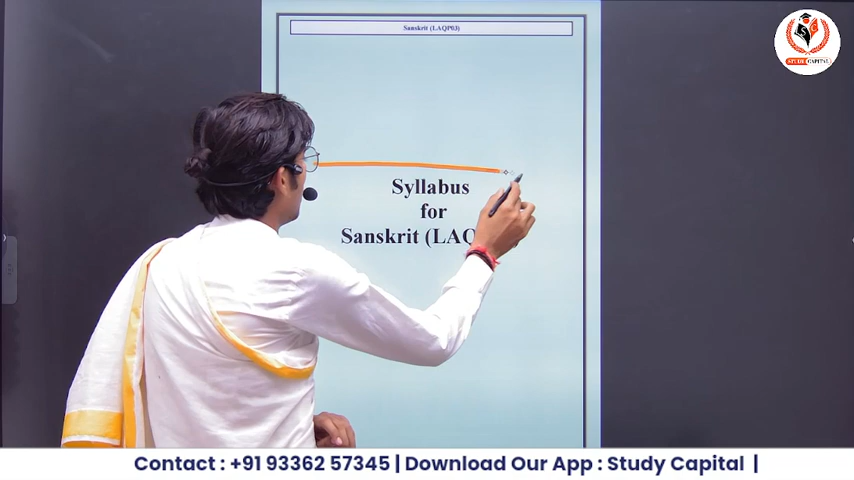 Sanskrit (LAQP03)
STUDY CAPITAL
Syllabus
for
Sanskrit (LAQ
Contact : +91 93362 57345 | Download Our App : Study Capital |